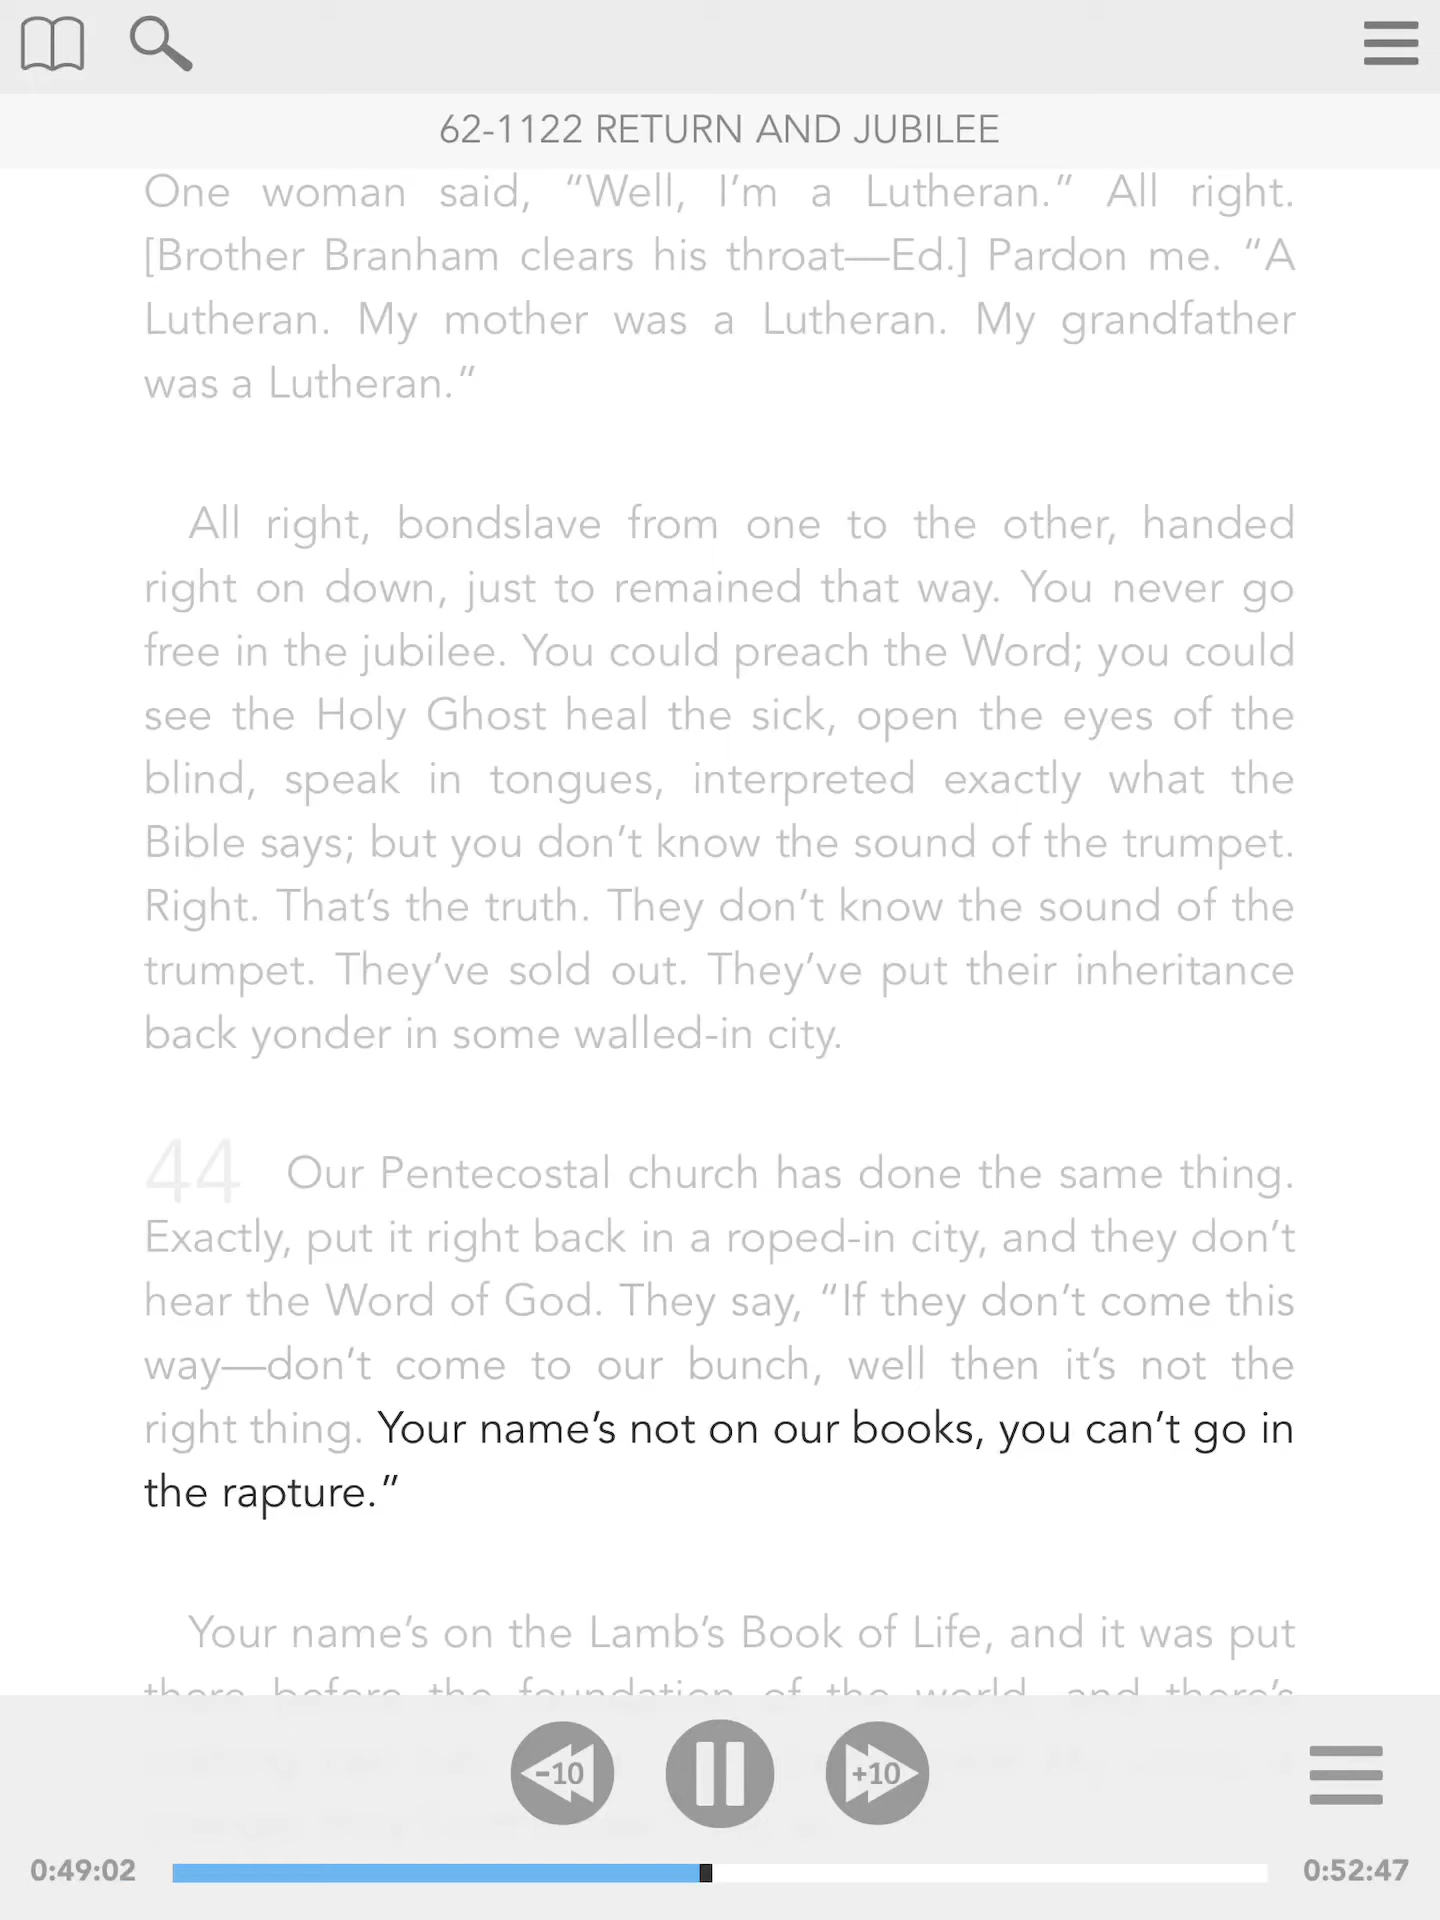 62-1122 RETURN AND JUBILEE
One woman said, “Well, I’m a Lutheran.” All right.
[Brother Branham clears his throat—Ed.] Pardon me. “A
Lutheran. My mother was a Lutheran. My grandfather
was a Lutheran.”
All right, bondslave from one to the other, handed
right on down, just to remained that way. You never go
free in the jubilee. You could preach the Word; you could
see the Holy Ghost heal the sick, open the eyes of the
blind, speak in tongues, interpreted exactly what the
Bible says; but you don’t know the sound of the trumpet.
Right. That’s the truth. They don’t know the sound of the
trumpet. They’ve sold out. They’ve put their inheritance
back yonder in some walled-in city.
44 Our Pentecostal church has done the same thing.
Exactly, put it right back in a roped-in city, and they don’t
hear the Word of God. They say, “If they don’t come this
way—don’t come to our bunch, well then it’s not the
right thing. Your name’s not on our books, you can’t go in
the rapture.”
Your name’s on the Lamb’s Book of Life, and it was put
there before the foundation of the world, and there’s
-10 +10
0:49:02 0:52:47